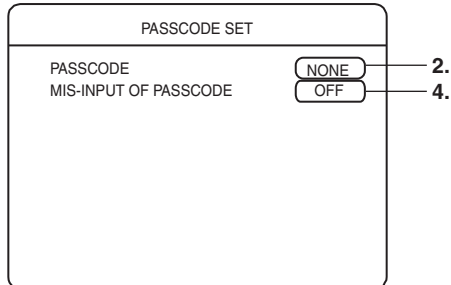 PASSCODE SET
PASSCODE NONE 2.
MIS-INPUT OF PASSCODE OFF 4.